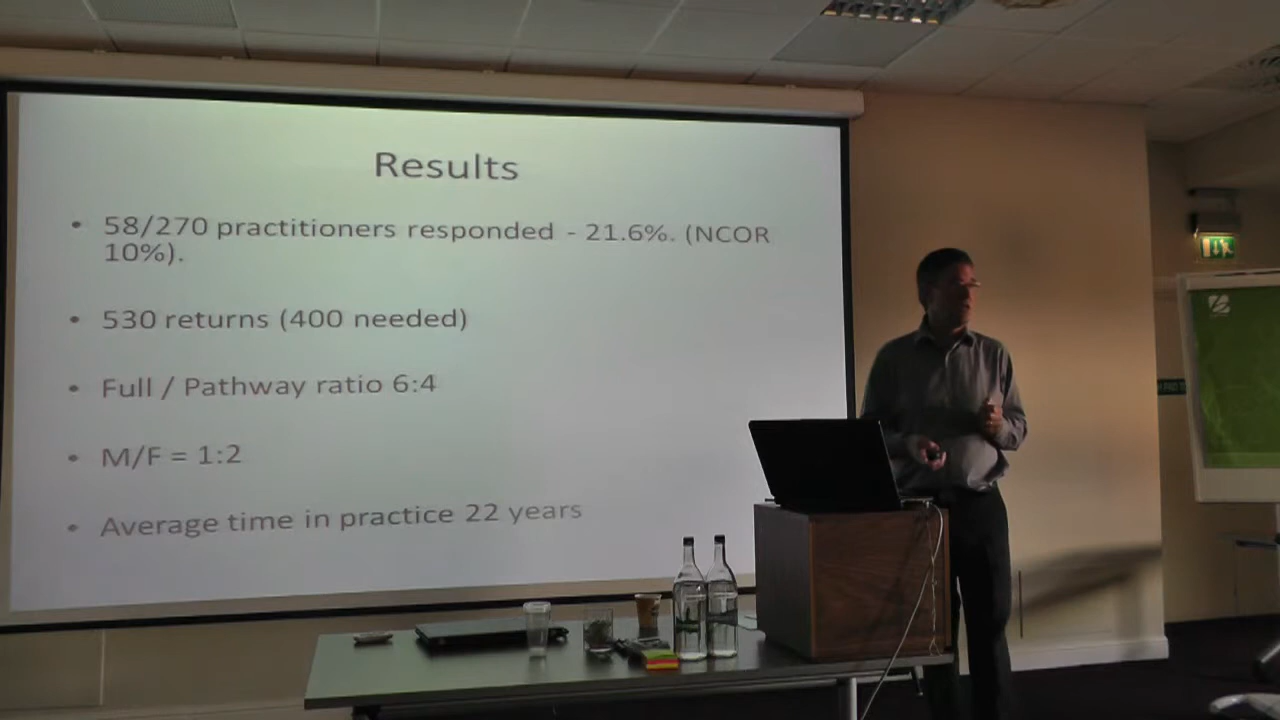 Results
• 58/270 practitioners responded - 21.6%. (NCOR
10%).
• 530 returns (400 needed)
• Full / Pathway ratio 6:4
• M/F = 1:2
• Average time in practice 22 years